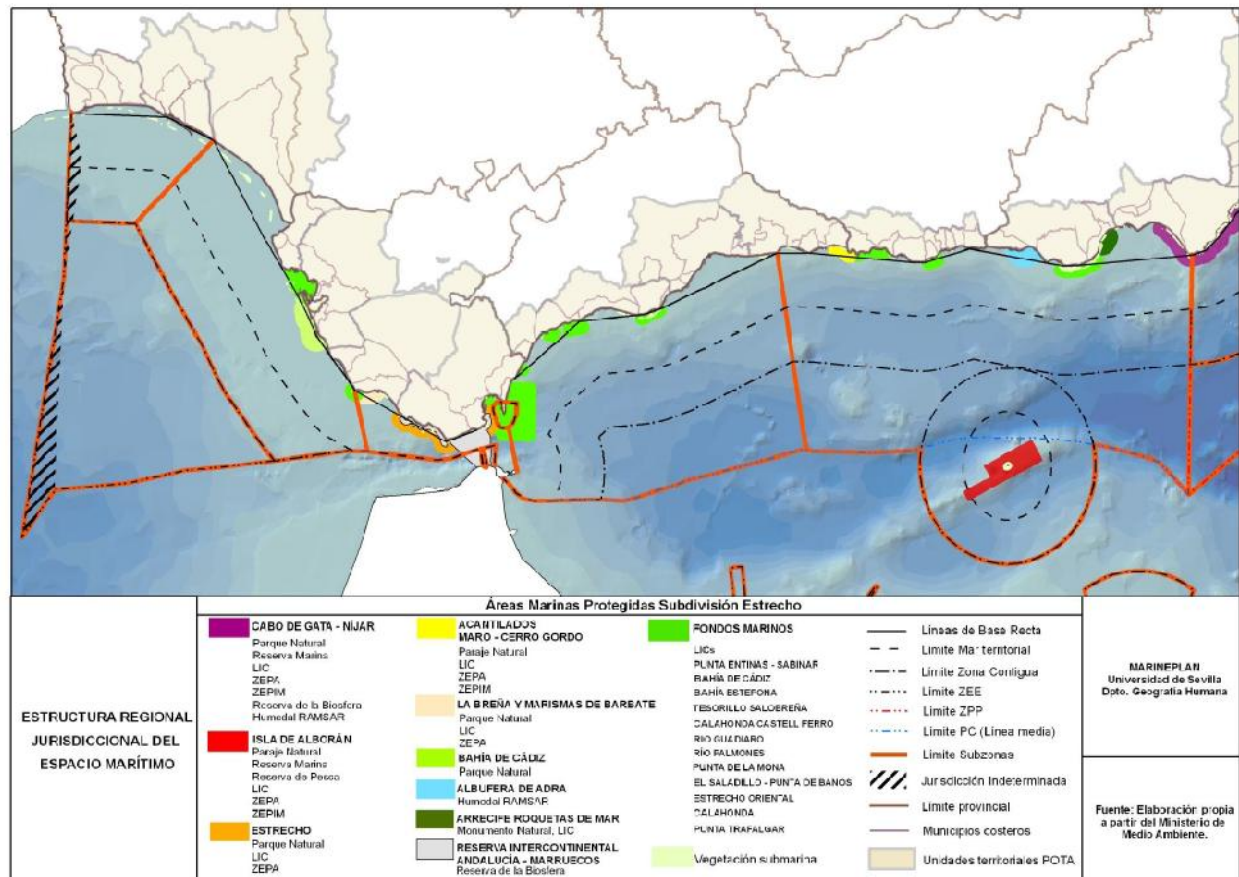 Áreas Marinas Protegidas Subdivisión Estrecho
ESTRUCTURA REGIONAL
JURISDICCIONAL DEL
ESPACIO MARÍTIMO
CABO DE GATA - NÍJAR
Parque Natural
Reserva Marina
LIC
ZEPA
ZEPIM
Reserva de la Biosfera
Humedal RAMSAR
ISLA DE ALBORÁN
Paraje Natural
Reserva Marina
Reserva de Pesca
LIC
ZEPA
ZEPIM
ESTRECHO
Parque Natural
LIC
ZEPA
ACANTILADOS
MARO - CERRO GORDO
Paraje Natural
LIC
ZEPA
ZEPIM
LA BREÑA Y MARISMAS DE BARBATE
Parque Natural
LIC
ZEPA
BAHÍA DE CÁDIZ
Parque Natural
ALBUFERA DE ADRA
Humedal RAMSAR
ARRECIFE ROQUETAS DE MAR
Monumento Natural, LIC
RESERVA INTERCONTINENTAL
ANDALUCÍA - MARRUECOS
Reserva de la Biosfera
FONDOS MARINOS
LICs
PUNTA ENTINAS - SABINAR
BAHÍA DE CÁDIZ
BAHÍA ESTEPONA
TESORILLO SALOBREÑA
CALAHONDA CASTELL FERRO
RIO GUADIARO
RÍO PALMONES
PUNTA DE LA MONA
EL SALADILLO - PUNTA DE BANOS
ESTRECHO ORIENTAL
CALAHONDA
PUNTA TRAFALGAR
Vegetación submarina
Líneas de Base Recta
Límite Mar territorial
Límite Zona Contigua
Límite ZEE
Límite ZPP
Límite PC (Línea media)
Límite Subzonas
Jurisdicción Indeterminada
Límite provincial
Municipios costeros
Unidades territoriales POTA
MARINEPLAN
Universidad de Sevilla
Dpto. Geografía Humana
Fuente: Elaboración propia
a partir del Ministerio de
Medio Ambiente.